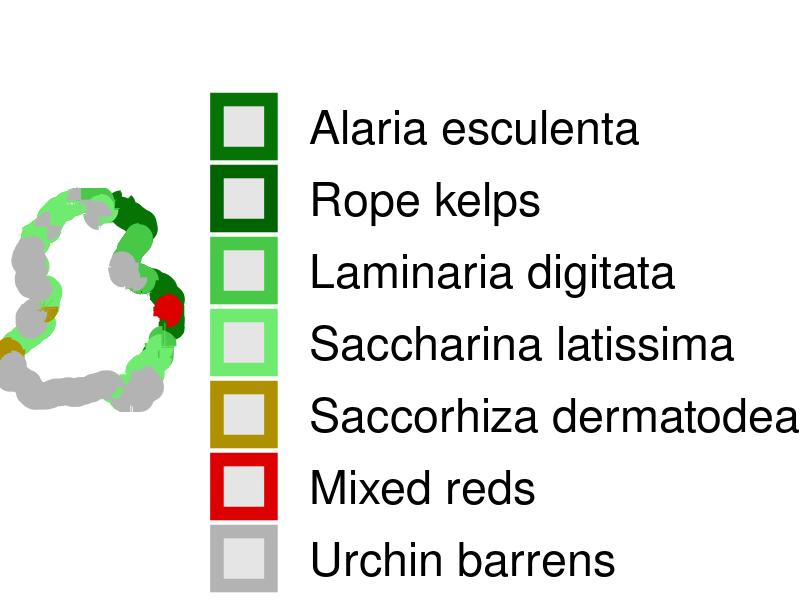 Alaria esculenta
Rope kelps
Laminaria digitata
Saccharina latissima
Saccorhiza dermatodea
Mixed reds
Urchin barrens